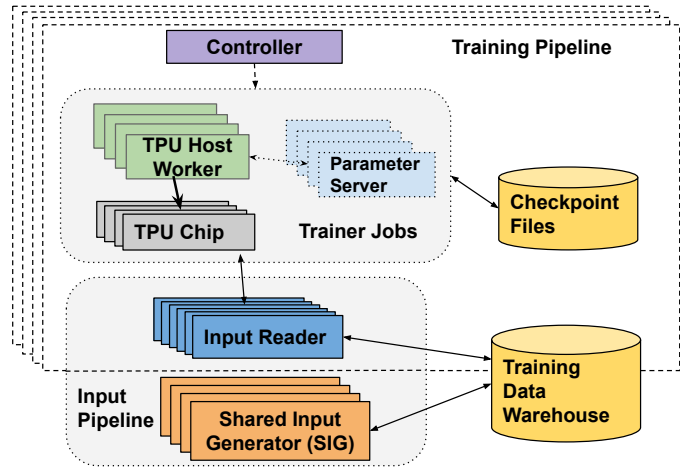 Controller
Training Pipeline
TPU Host
Worker
Parameter
Server
TPU Chip
Trainer Jobs
Checkpoint
Files
Input Reader
Training
Data
Warehouse
Input
Pipeline
Shared Input
Generator (SIG)